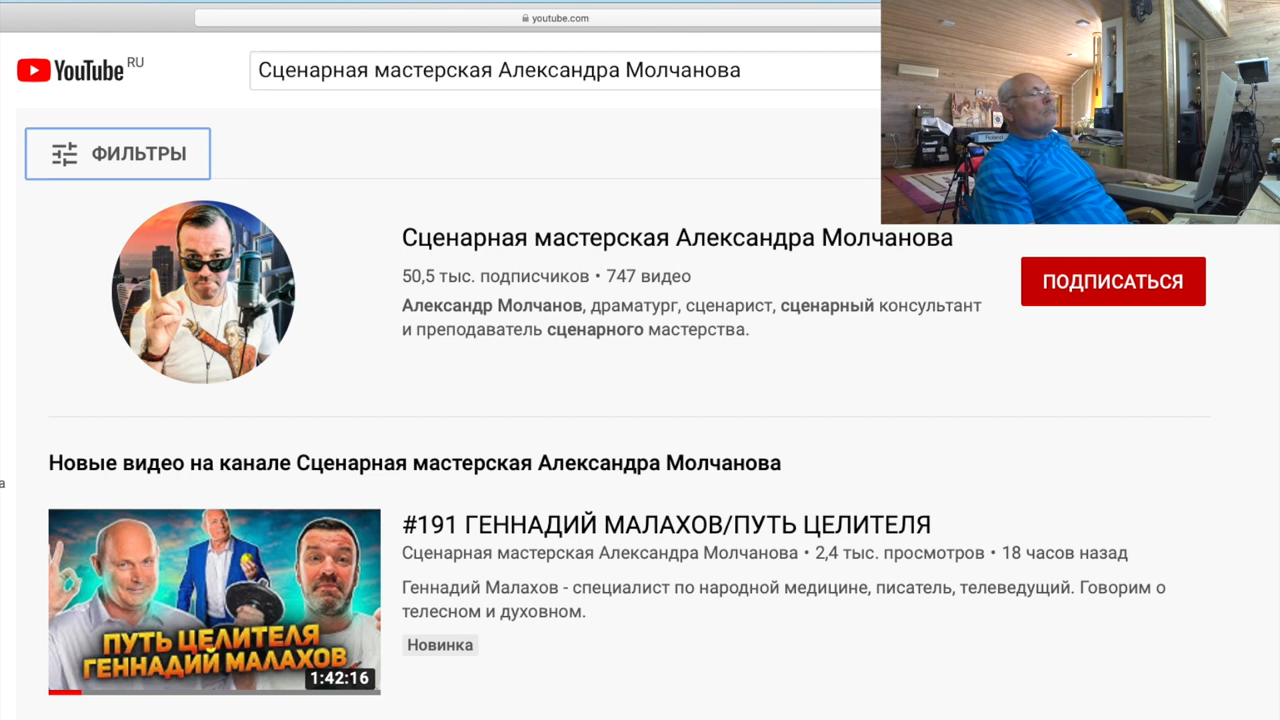 youtube.com
YouTube RU
Сценарная мастерская Александра Молчанова
ФИЛЬТРЫ
Roland
Сценарная мастерская Александра Молчанова
50,5 тыс. подписчиков • 747 видео
Александр Молчанов, драматург, сценарист, сценарный консультант
и преподаватель сценарного мастерства.
ПОДПИСАТЬСЯ
Новые видео на канале Сценарная мастерская Александра Молчанова
а
#191 ГЕННАДИЙ МАЛАХОВ/ПУТЬ ЦЕЛИТЕЛЯ
Сценарная мастерская Александра Молчанова • 2,4 тыс. просмотров • 18 часов назад
Геннадий Малахов - специалист по народной медицине, писатель, телеведущий. Говорим о
телесном и духовном.
Новинка
ПУТЬ ЦЕЛИТЕЛЯ
ГЕННАДИЙ МАЛАХОВ
1:42:16